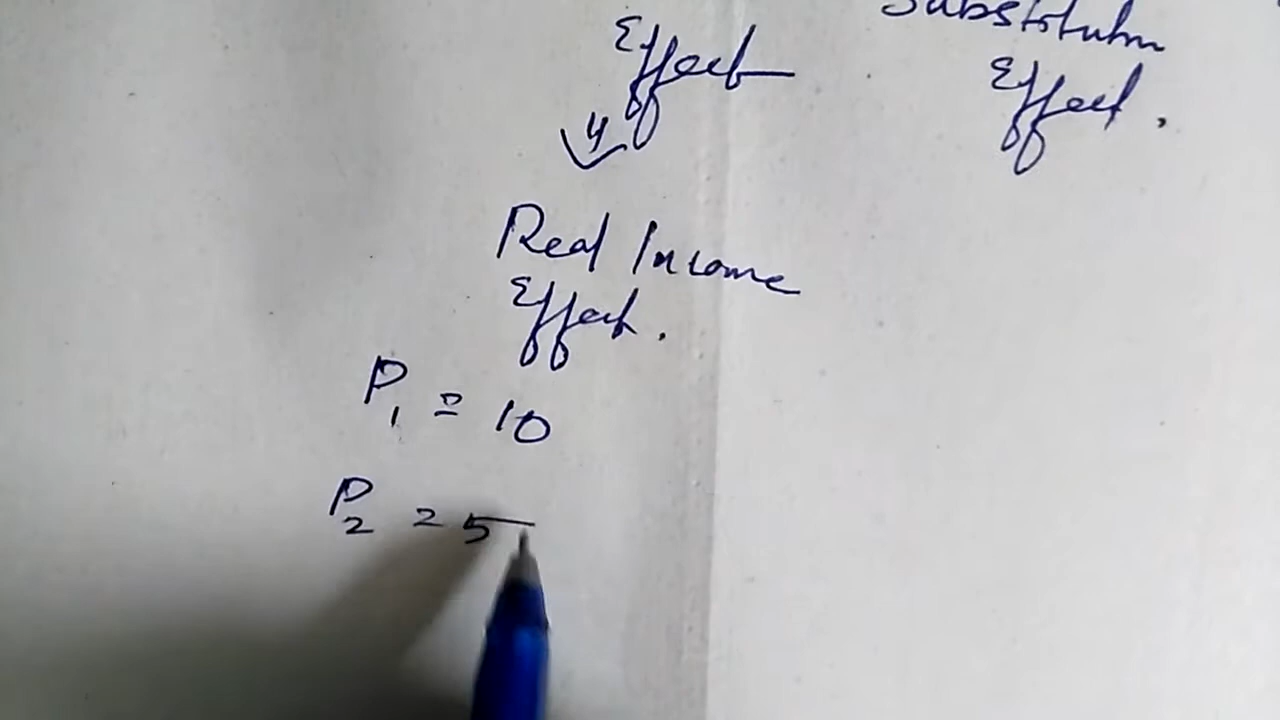 Substitution
Effect
Effect.
Real Income
Effect.
P1 = 10
P2 = 5